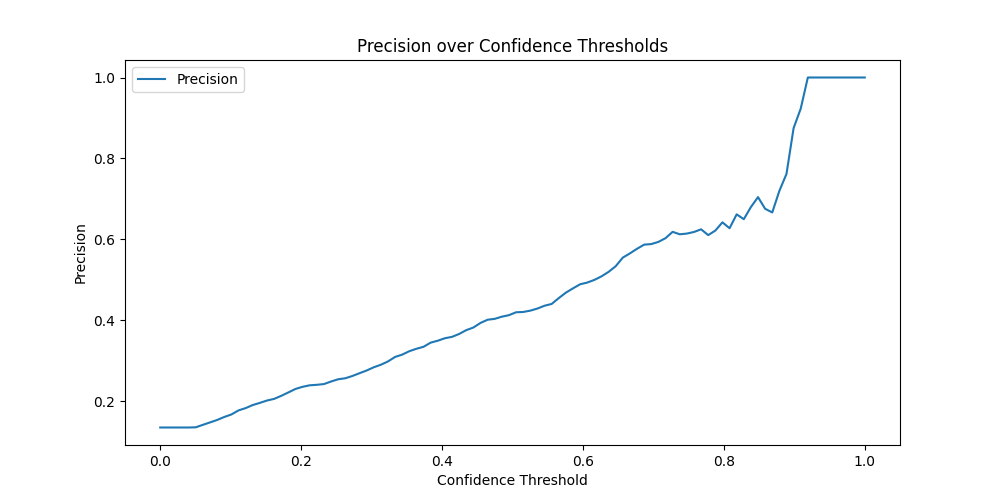 Precision over Confidence Thresholds
Precision
1.0
0.8
0.6
0.4
0.2
Precision
0.0 0.2 0.4 0.6 0.8 1.0
Confidence Threshold